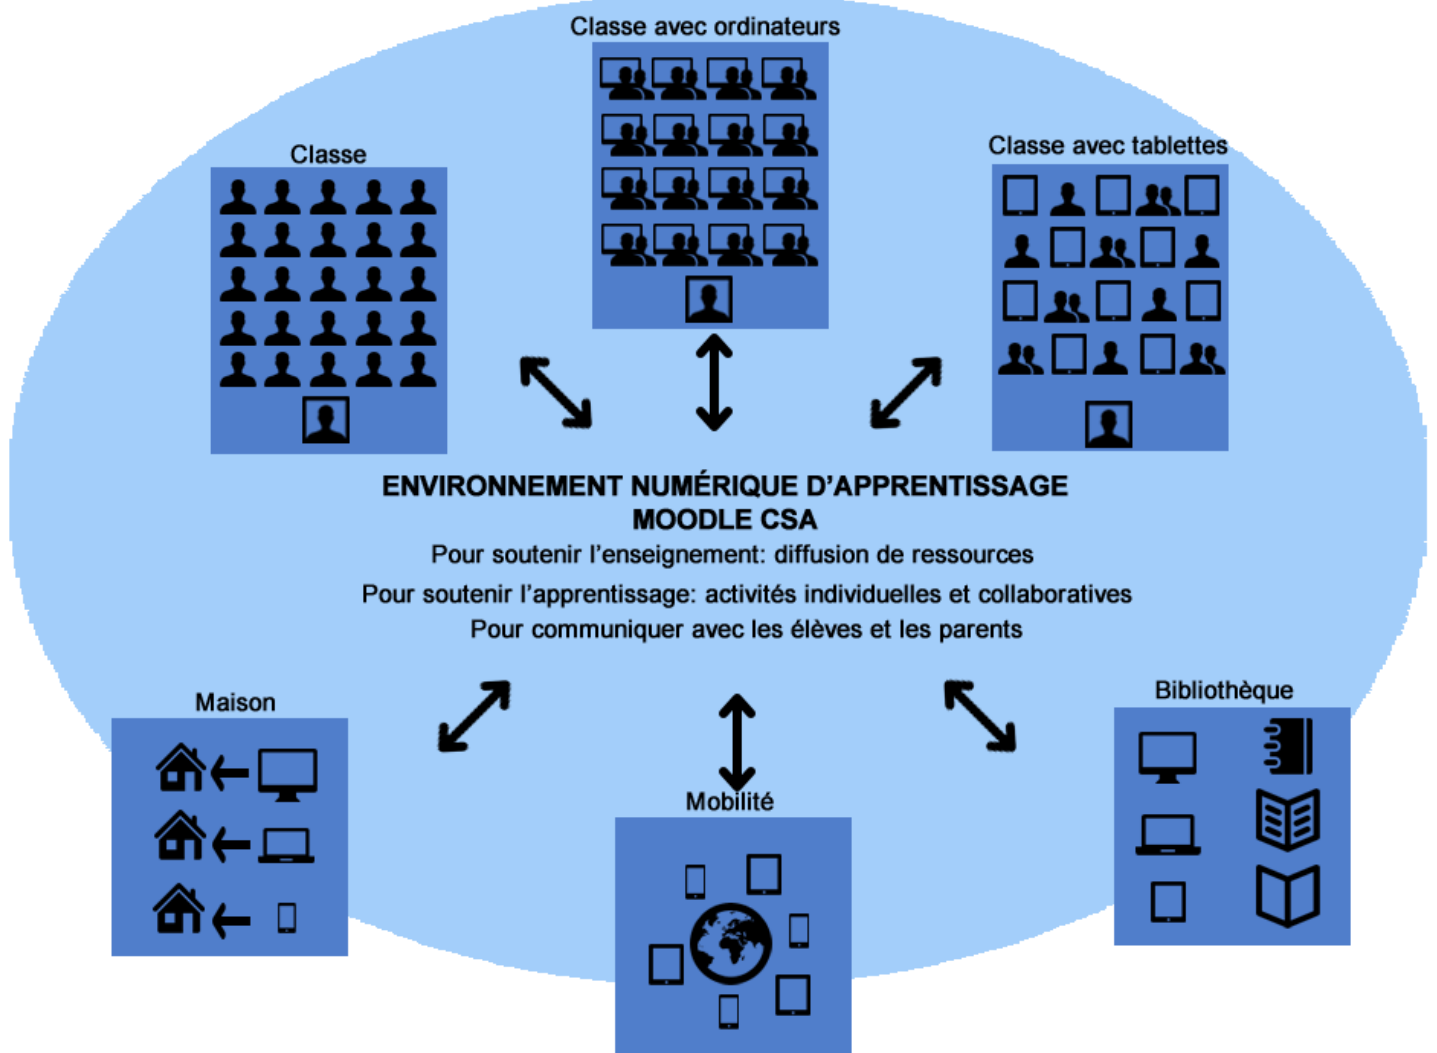 Classe avec ordinateurs
Classe
Classe avec tablettes
ENVIRONNEMENT NUMÉRIQUE D'APPRENTISSAGE
MOODLE CSA
Pour soutenir l'enseignement: diffusion de ressources
Pour soutenir l'apprentissage: activités individuelles et collaboratives
Pour communiquer avec les élèves et les parents
Maison
Mobilité
Bibliothèque